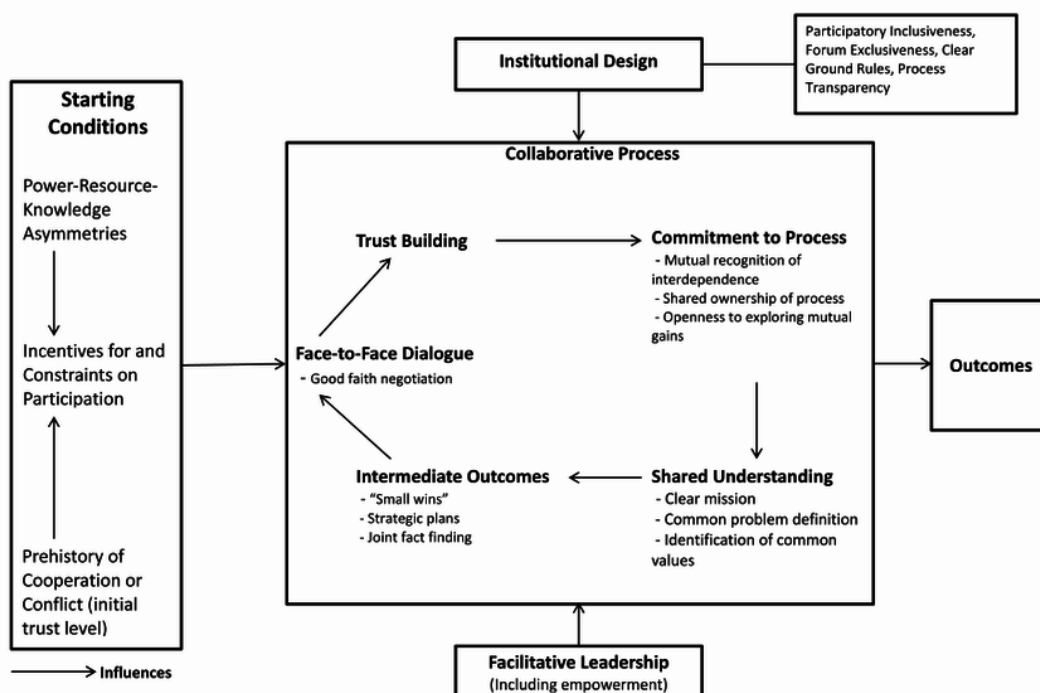 Starting
Conditions
Power-Resource-
Knowledge
Asymmetries
Incentives for and
Constraints on
Participation
Prehistory of
Cooperation or
Conflict (initial
trust level)
Influences
Institutional Design
Participatory Inclusiveness,
Forum Exclusiveness, Clear
Ground Rules, Process
Transparency
Collaborative Process
Trust Building
Commitment to Process
- Mutual recognition of
interdependence
- Shared ownership of process
- Openness to exploring mutual
gains
Face-to-Face Dialogue
- Good faith negotiation
Intermediate Outcomes
- “Small wins”
- Strategic plans
- Joint fact finding
Shared Understanding
- Clear mission
- Common problem definition
- Identification of common
values
Facilitative Leadership
(Including empowerment)
Outcomes